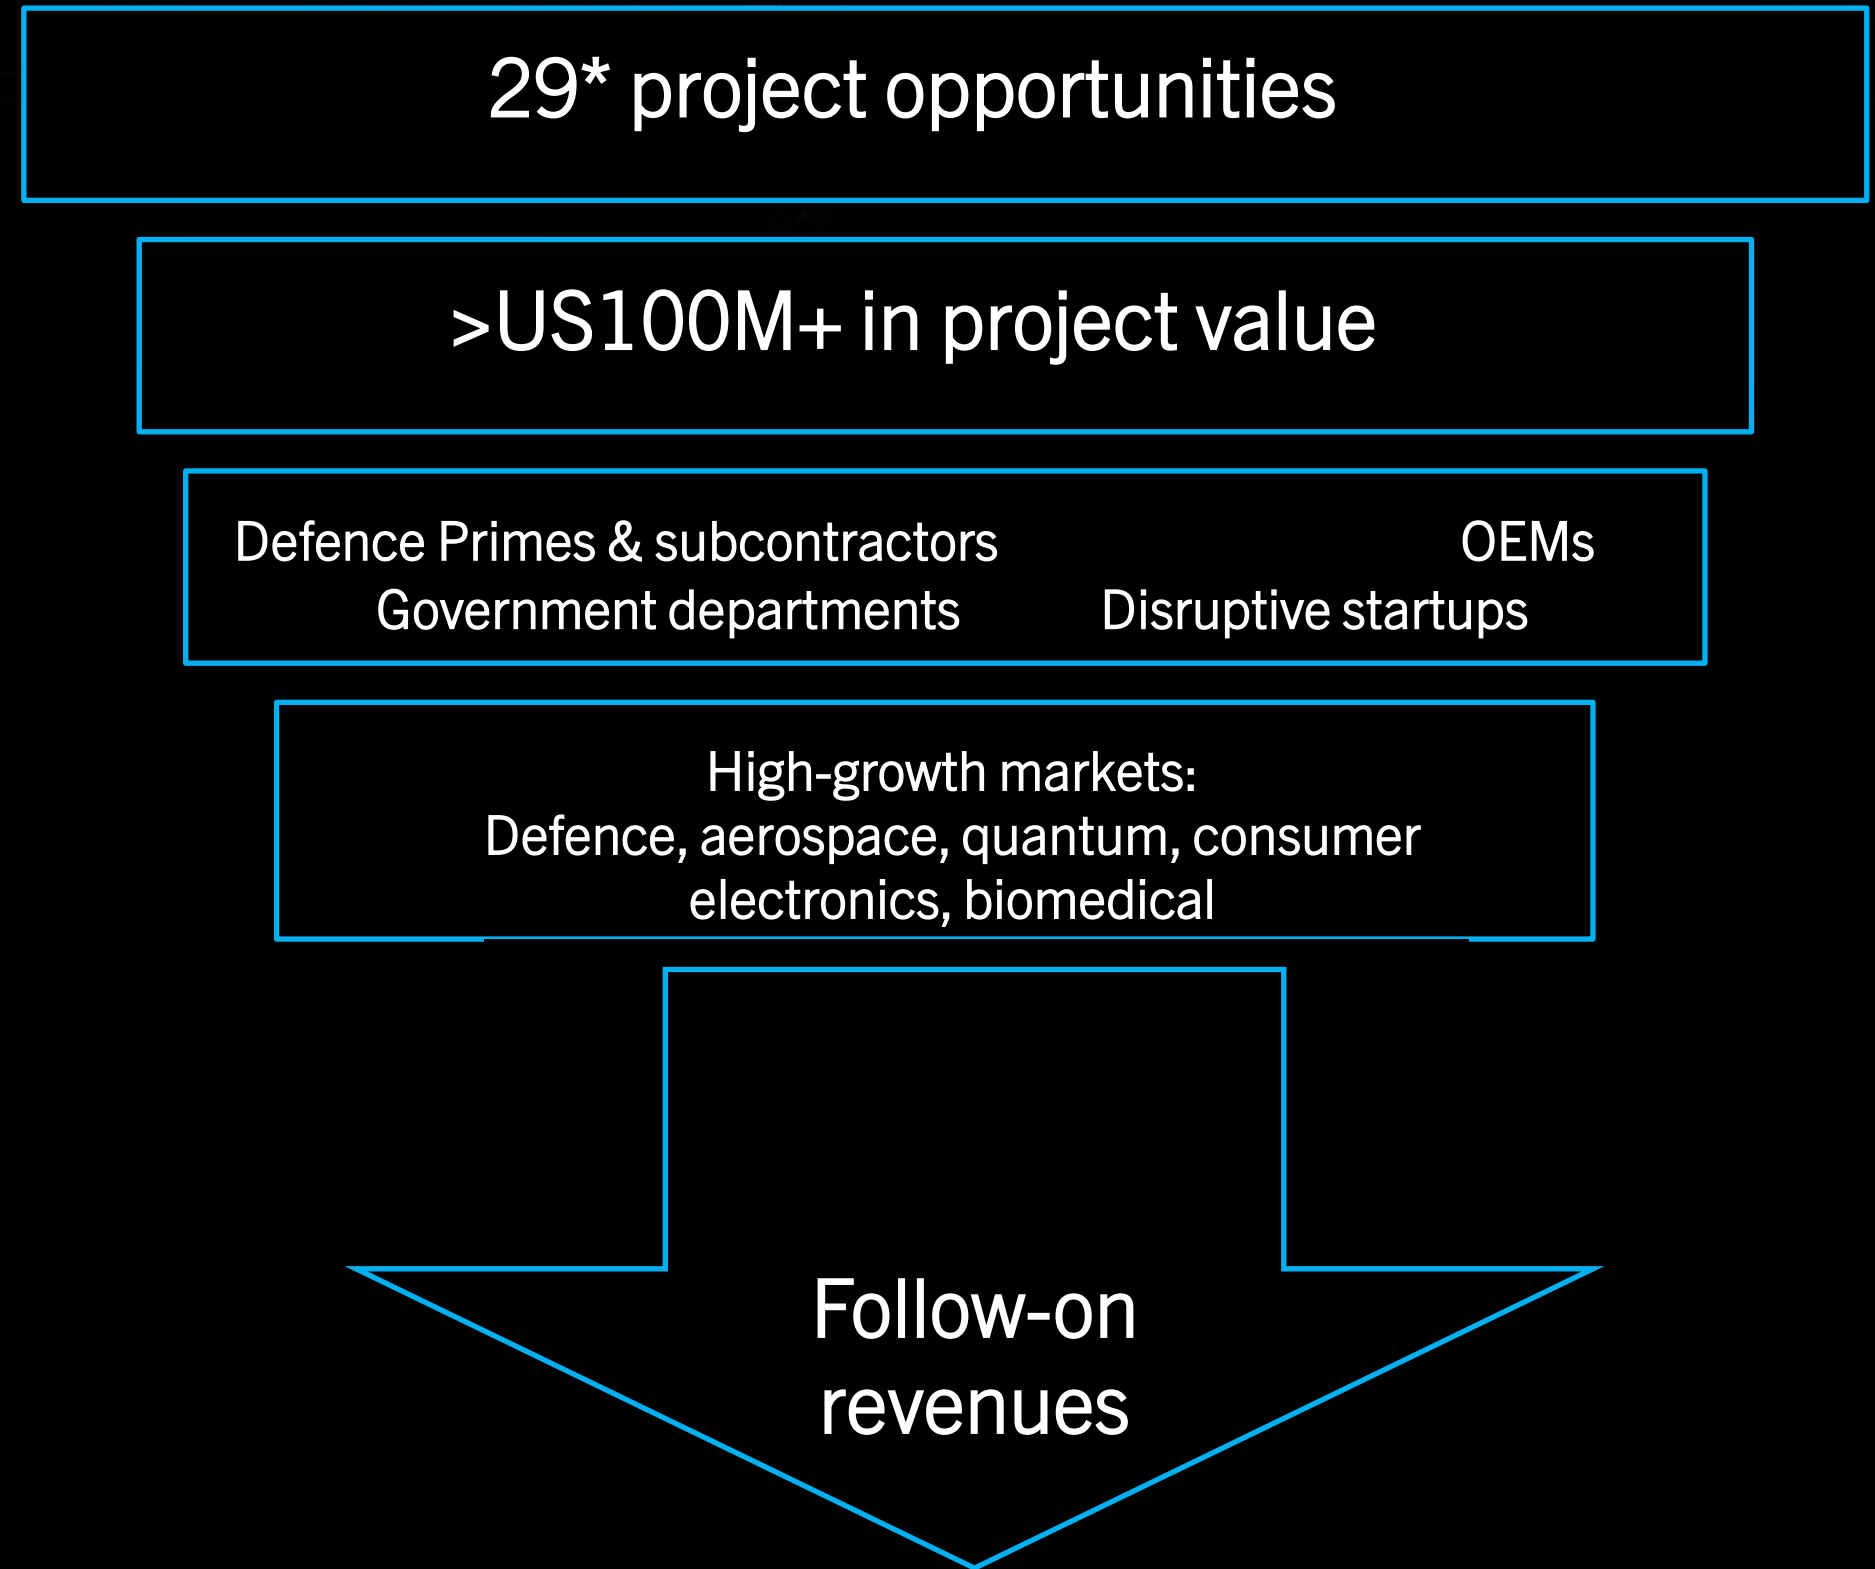 29* project opportunities
>US100M+ in project value
Defence Primes & subcontractors OEMs
Government departments Disruptive startups
High-growth markets:
Defence, aerospace, quantum, consumer
electronics, biomedical
Follow-on
revenues